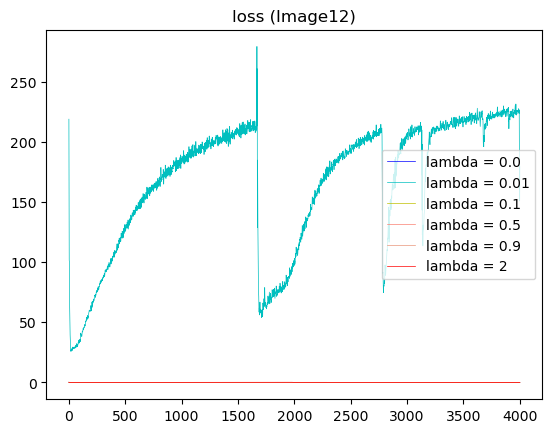 loss (Image12)
250
200
150
100
50
0
lambda = 0.0
lambda = 0.01
lambda = 0.1
lambda = 0.5
lambda = 0.9
lambda = 2
0 500 1000 1500 2000 2500 3000 3500 4000